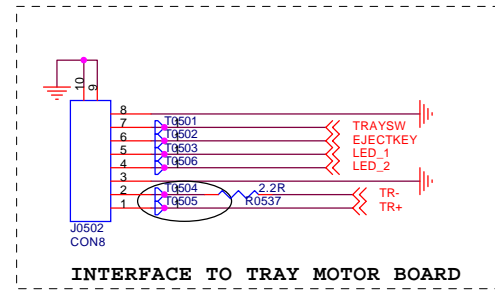 10
9
8
7 T0501 TRAYSW
6 T0502 EJECTKEY
5 T0503 LED_1
4 T0506 LED_2
3
2 T0504 2.2R TR-
1 T0505 R0537 TR+
J0502
CON8
INTERFACE TO TRAY MOTOR BOARD